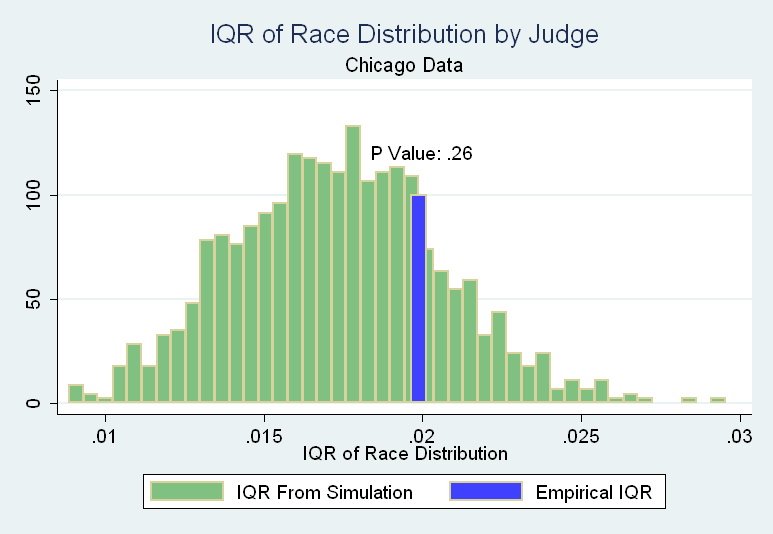 IQR of Race Distribution by Judge
Chicago Data
150
100
50
0
P Value: .26
.01 .015 .02 .025 .03
IQR of Race Distribution
IQR From Simulation Empirical IQR